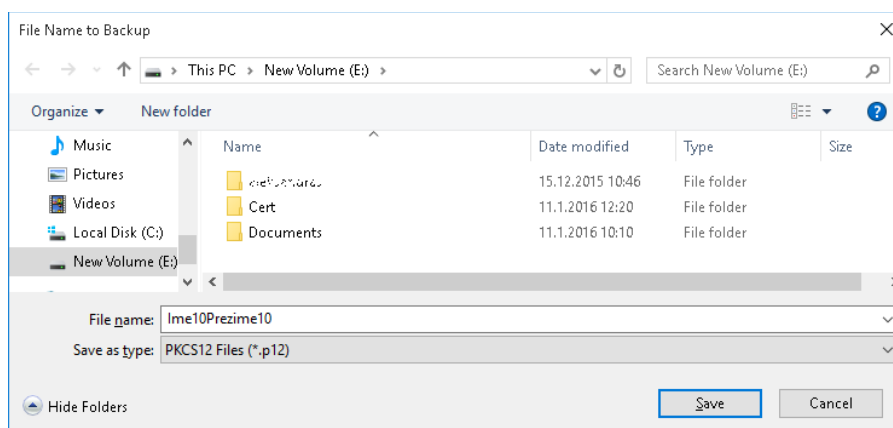 File Name to Backup
This PC > New Volume (E:) >
Search New Volume (E:)
Organize
New folder
Name
Date modified
Type
Size
Music
Pictures
Videos
Local Disk (C:)
New Volume (E:)
15.12.2015 10:46 File folder
Cert 11.1.2016 12:20 File folder
Documents 11.1.2016 10:10 File folder
File name: Ime10Prezime10
Save as type: PKCS12 Files (*.p12)
Hide Folders
Save
Cancel